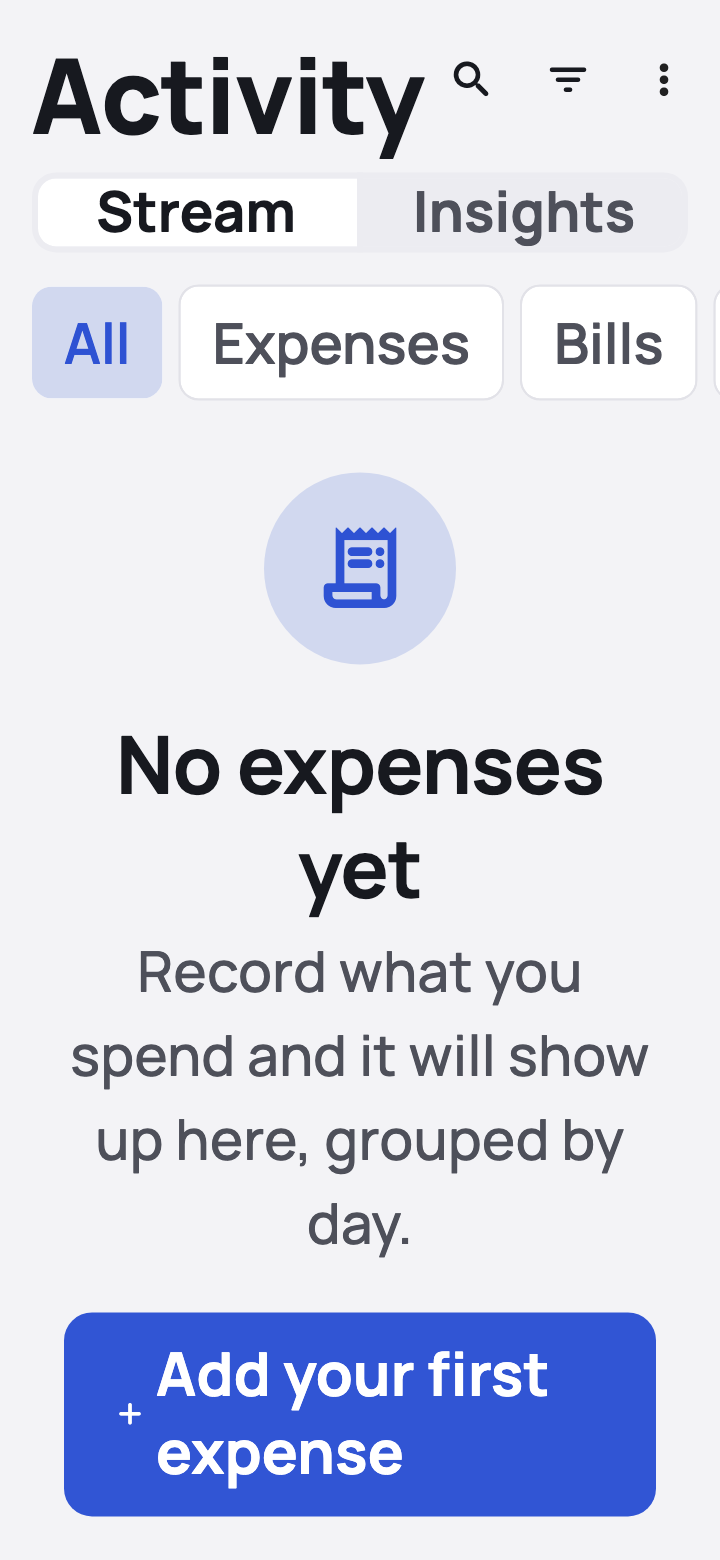 Activity
Stream Insights
All Expenses Bills
No expenses
yet
Record what you
spend and it will show
up here, grouped by
day.
+ Add your first
expense